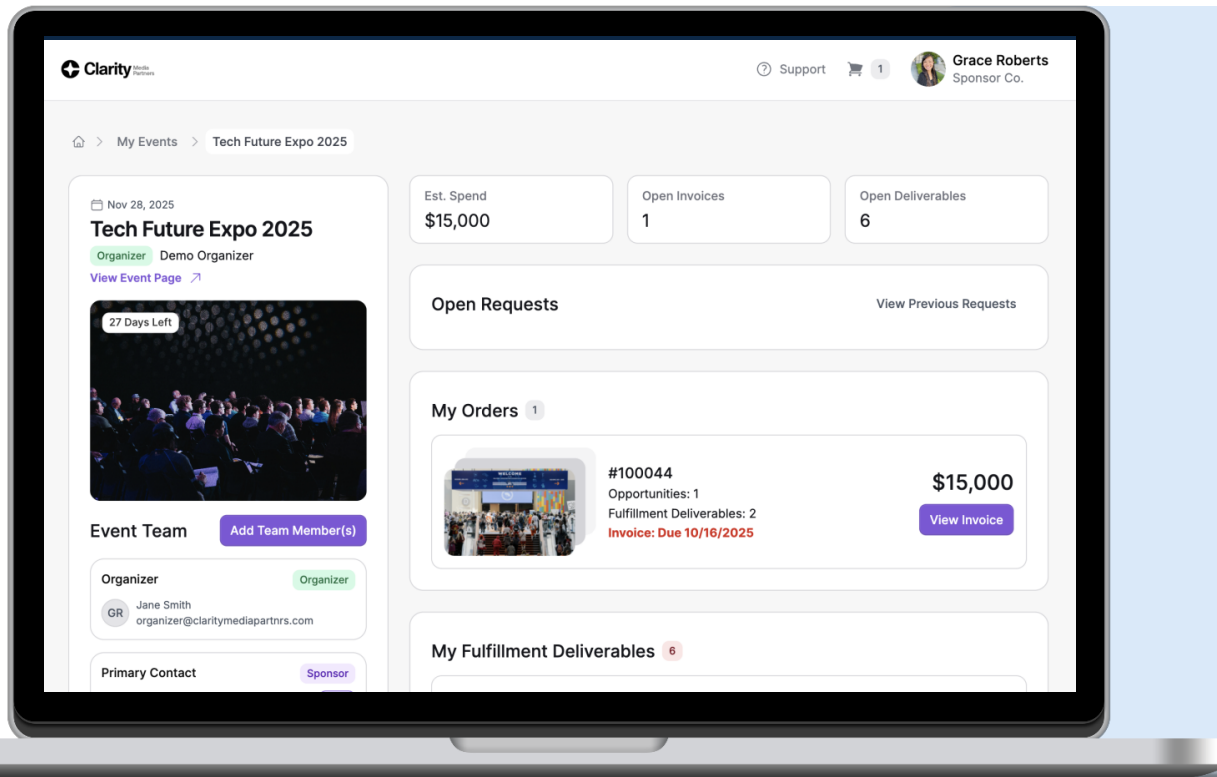 Clarity Media Partners
Support
1
Grace Roberts
Sponsor Co.
My Events
Tech Future Expo 2025
Nov 28, 2025
Tech Future Expo 2025
Organizer Demo Organizer
View Event Page
27 Days Left
Event Team
Add Team Member(s)
Organizer
Organizer
GR
Jane Smith
organizer@claritymediapartnrs.com
Primary Contact
Sponsor
Est. Spend
$15,000
Open Invoices
1
Open Deliverables
6
Open Requests
View Previous Requests
My Orders 1
WELCOME
#100044
Opportunities: 1
Fulfillment Deliverables: 2
Invoice: Due 10/16/2025
$15,000
View Invoice
My Fulfillment Deliverables 6